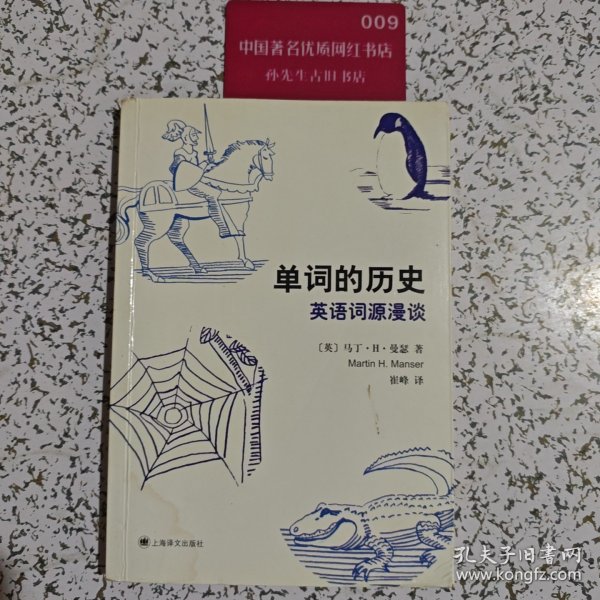 009
中国著名优质网红书店
孙先生古旧书店
单词的历史
英语词源漫谈
〔英〕马丁·H·曼瑟 著
Martin H. Manser
崔峰 译
上海译文出版社
孔夫子旧书网
www.kongfz.com